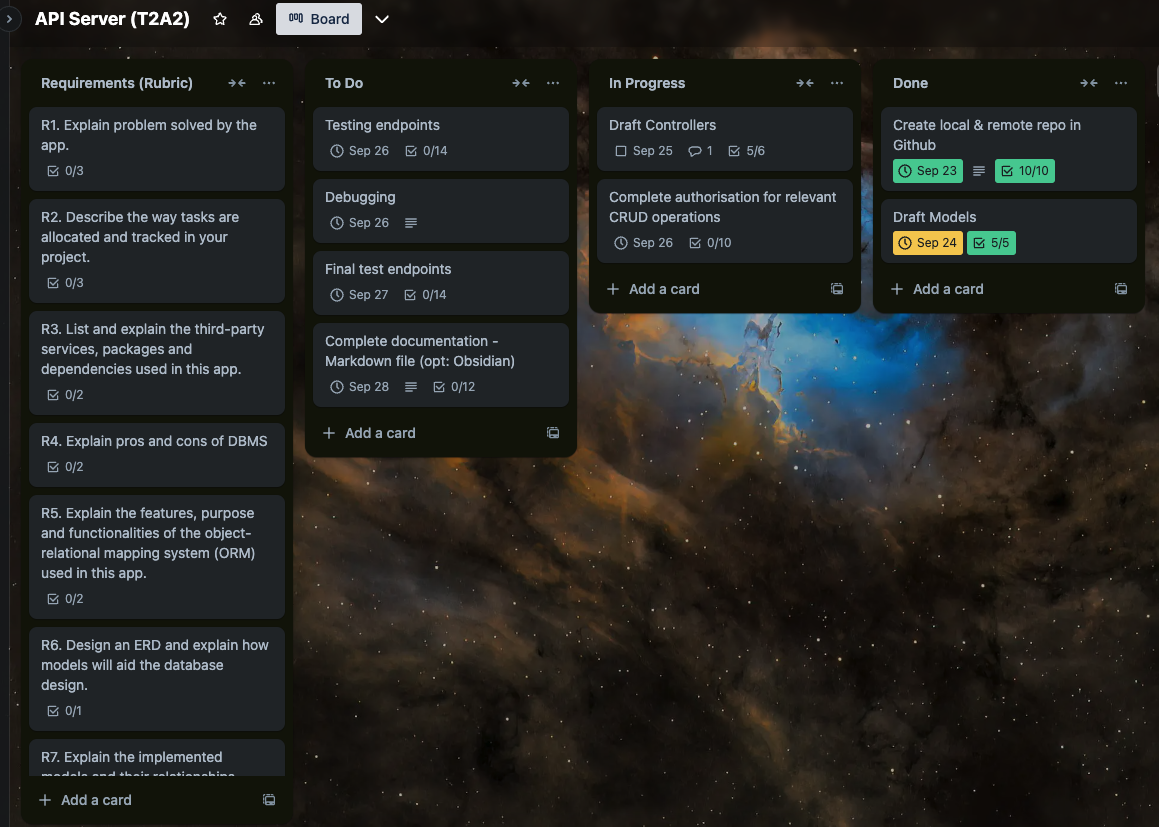 API Server (T2A2)
Board
Requirements (Rubric)
R1. Explain problem solved by the
app.
0/3
R2. Describe the way tasks are
allocated and tracked in your
project.
0/3
R3. List and explain the third-party
services, packages and
dependencies used in this app.
0/2
R4. Explain pros and cons of DBMS
0/2
R5. Explain the features, purpose
and functionalities of the object-
relational mapping system (ORM)
used in this app.
0/2
R6. Design an ERD and explain how
models will aid the database
design.
0/1
R7. Explain the implemented
models and their relationships
Add a card
To Do
Testing endpoints
Sep 26 0/14
Debugging
Sep 26
Final test endpoints
Sep 27 0/14
Complete documentation -
Markdown file (opt: Obsidian)
Sep 28 0/12
Add a card
In Progress
Draft Controllers
Sep 25 1 5/6
Complete authorisation for relevant
CRUD operations
Sep 26 0/10
Add a card
Done
Create local & remote repo in
Github
Sep 23 10/10
Draft Models
Sep 24 5/5
Add a card